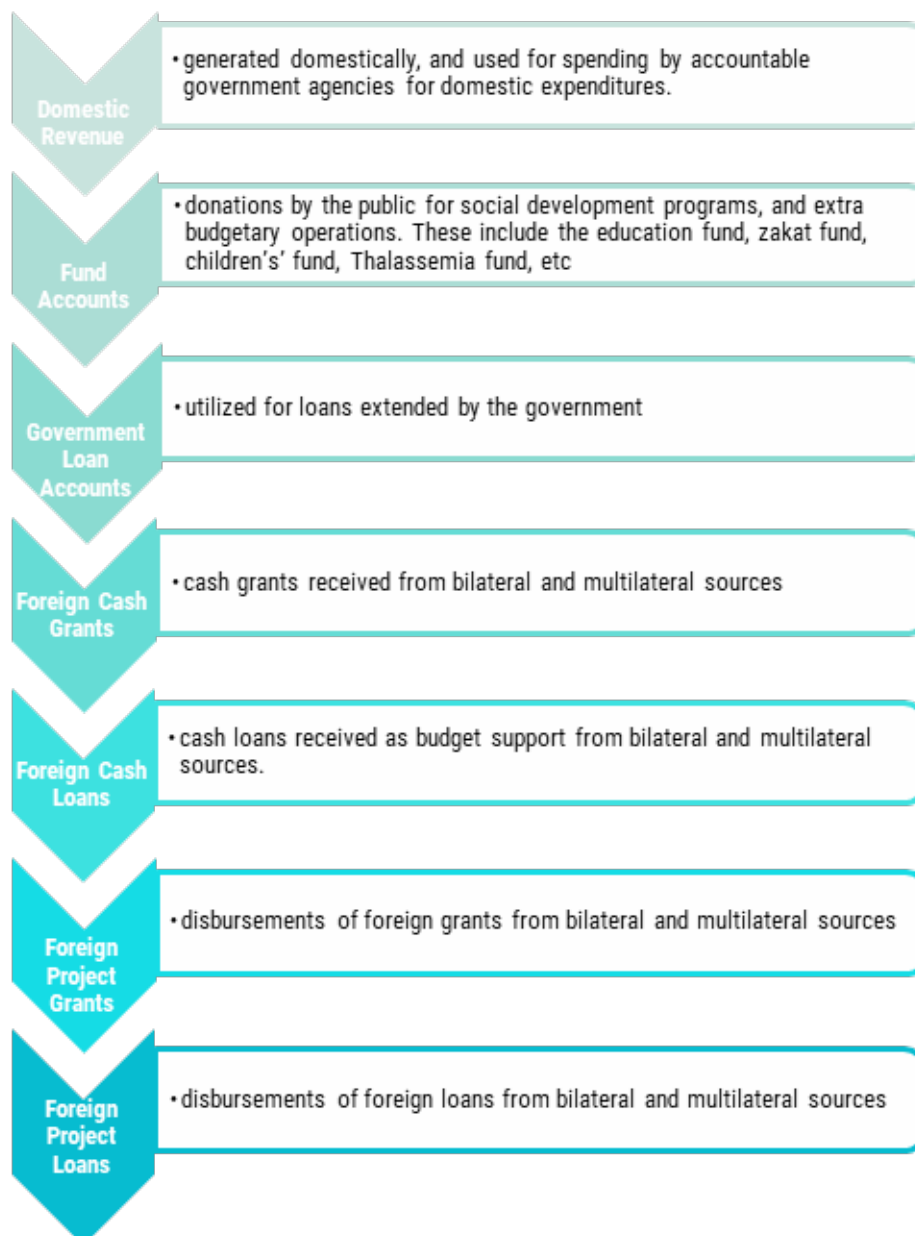 Domestic
Revenue
• generated domestically, and used for spending by accountable
government agencies for domestic expenditures.
Fund
Accounts
• donations by the public for social development programs, and extra
budgetary operations. These include the education fund, zakat fund,
children's' fund, Thalassemia fund, etc
Government
Loan
Accounts
• utilized for loans extended by the government
Foreign Cash
Grants
• cash grants received from bilateral and multilateral sources
Foreign Cash
Loans
• cash loans received as budget support from bilateral and multilateral
sources.
Foreign
Project
Grants
• disbursements of foreign grants from bilateral and multilateral sources
Foreign
Project
Loans
• disbursements of foreign loans from bilateral and multilateral sources